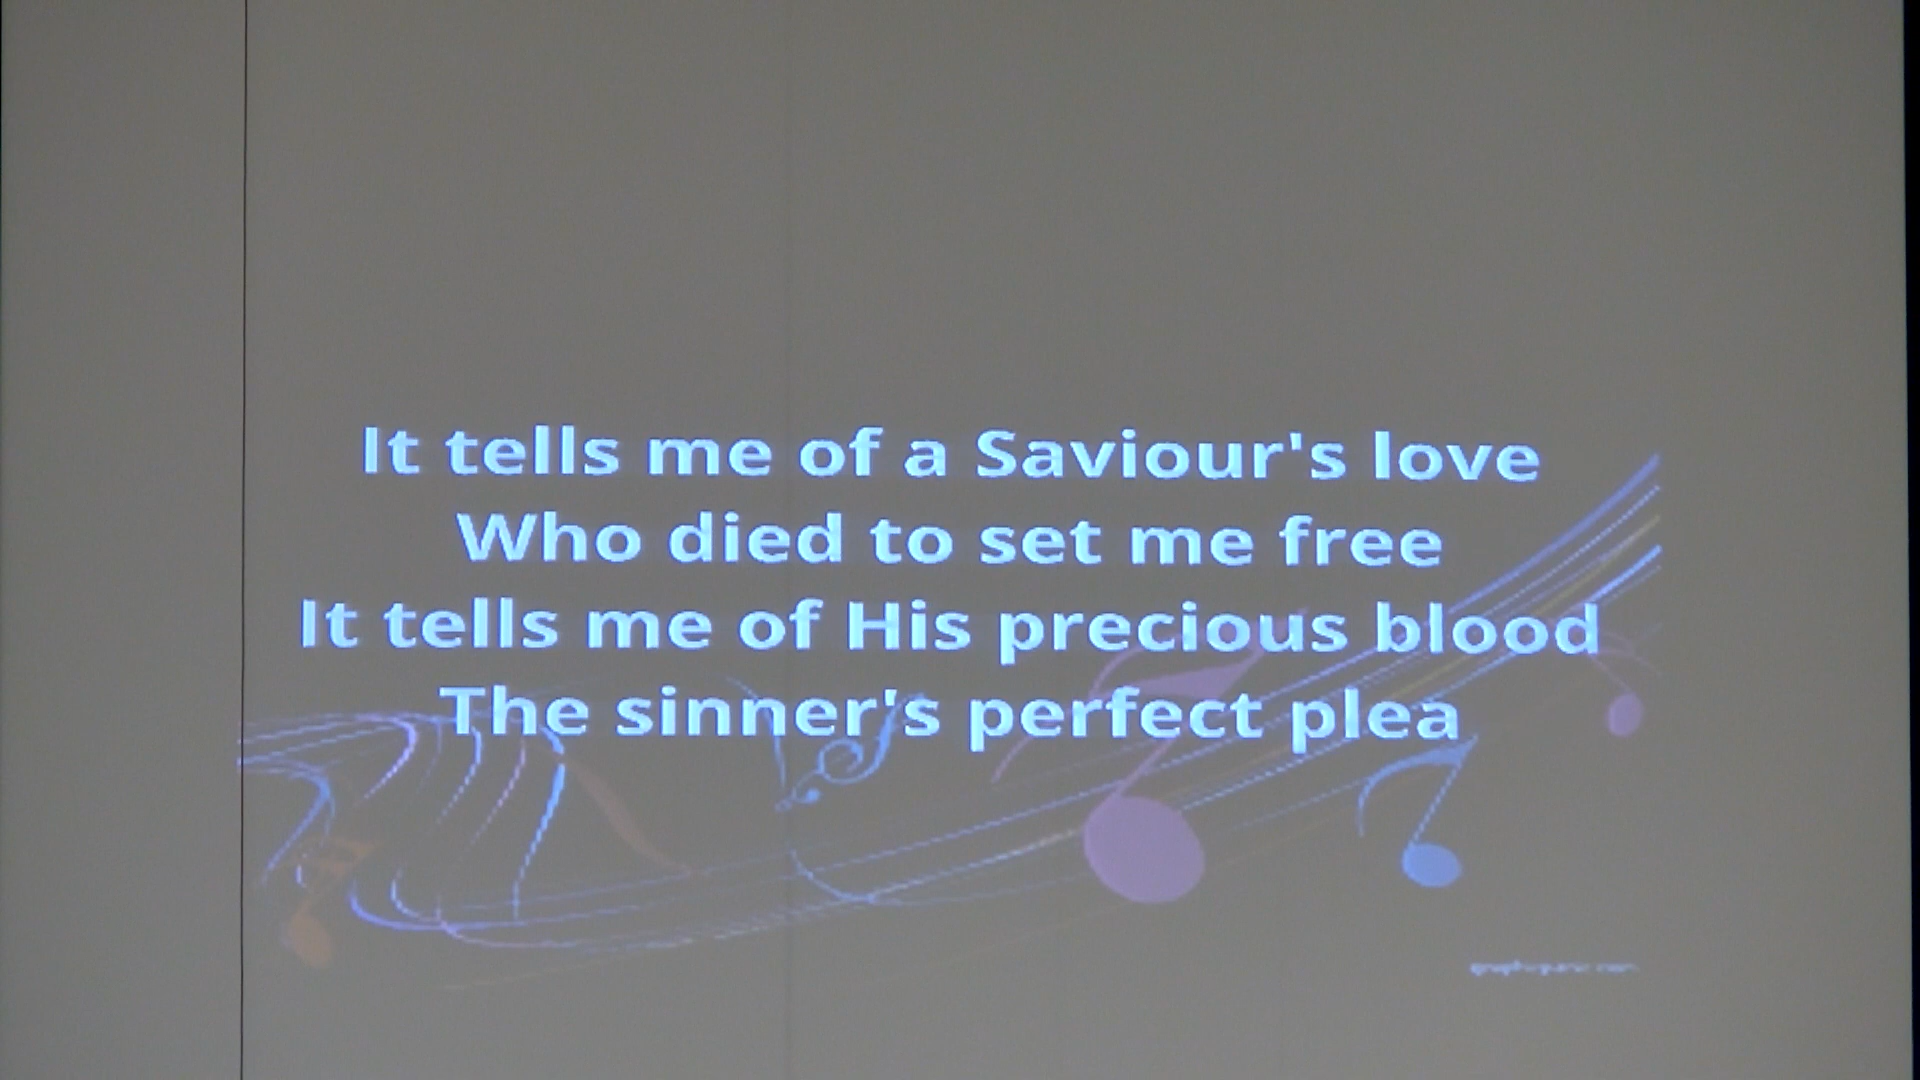 It tells me of a Saviour's love
Who died to set me free
It tells me of His precious blood
The sinner's perfect plea